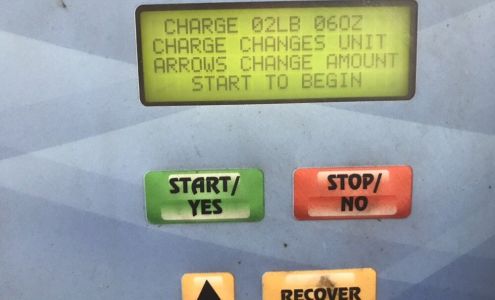 CHARGE 02LB 06OZ
CHARGE CHANGES UNIT
ARROWS CHANGE AMOUNT
START TO BEGIN
START/
YES
STOP/
NO
RECOVER